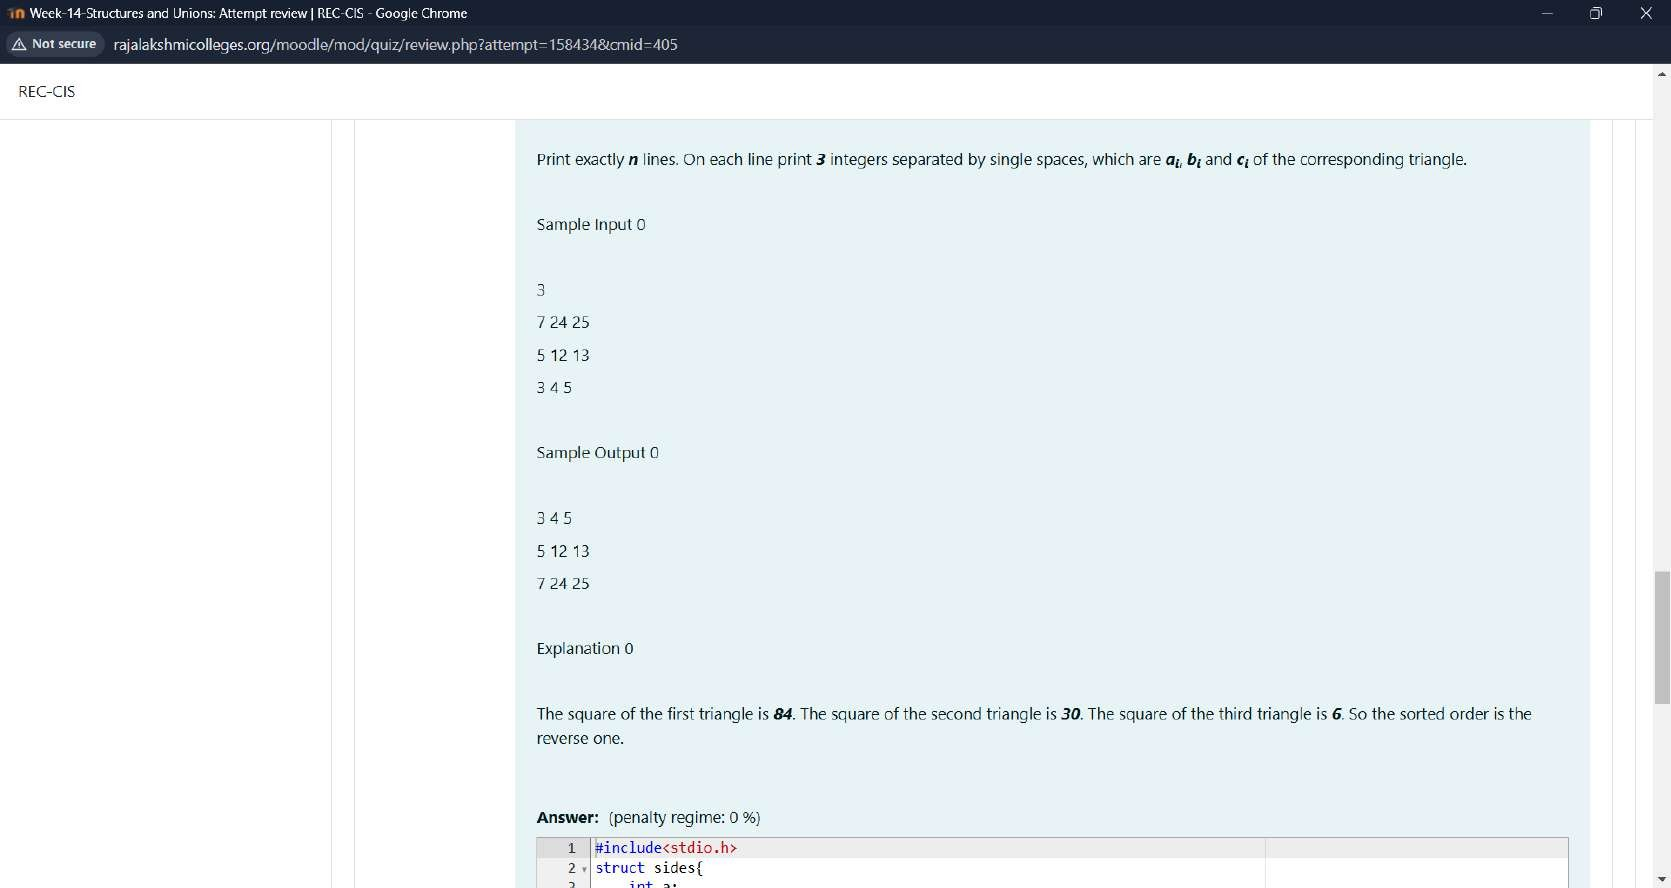 Week-14-Structures and Unions: Attempt review | REC-CIS - Google Chrome
Not secure rajalakshmicolleges.org/moodle/mod/quiz/review.php?attempt=158434&cmid=405
REC-CIS
Print exactly n lines. On each line print 3 integers separated by single spaces, which are ai, bi and ci of the corresponding triangle.
Sample Input 0
3
7 24 25
5 12 13
3 4 5
Sample Output 0
3 4 5
5 12 13
7 24 25
Explanation 0
The square of the first triangle is 84. The square of the second triangle is 30. The square of the third triangle is 6. So the sorted order is the
reverse one.
Answer: (penalty regime: 0 %)
1 #include<stdio.h>
2 struct sides{
3 int a;